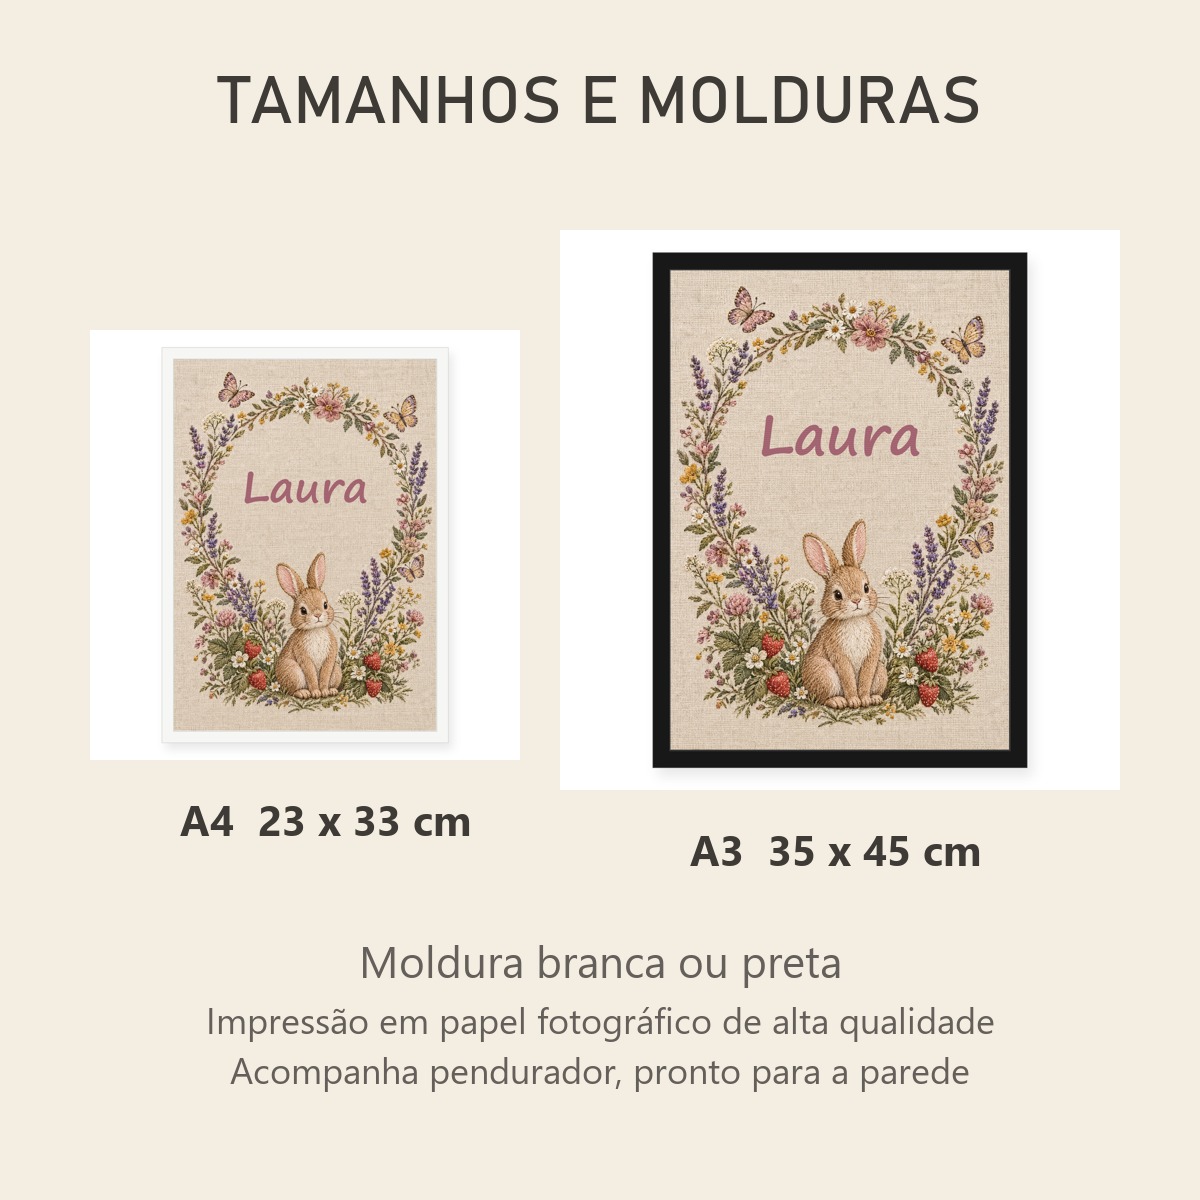 TAMANHOS E MOLDURAS
Laura
Laura
A4 23 x 33 cm
A3 35 x 45 cm
Moldura branca ou preta
Impressão em papel fotográfico de alta qualidade
Acompanha pendurador, pronto para a parede